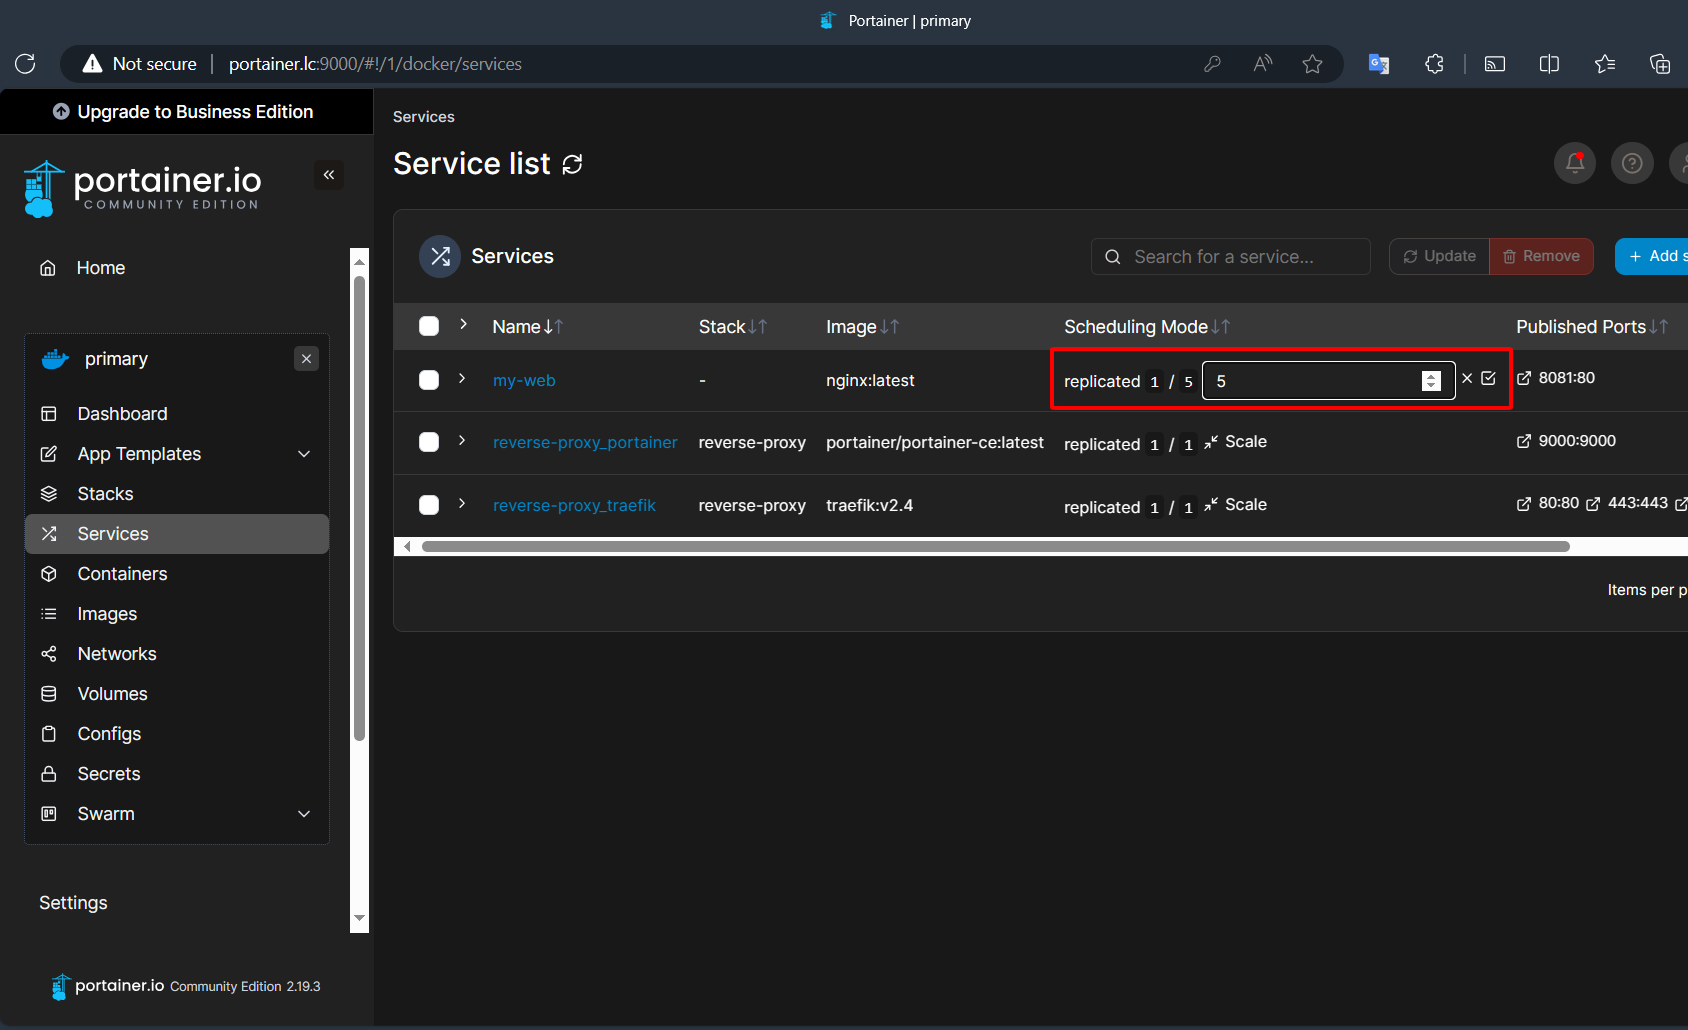 Portainer | primary
Not secure | portainer.lc:9000/#!/1/docker/services
Upgrade to Business Edition
portainer.io
COMMUNITY EDITION
Home
primary
Dashboard
App Templates
Stacks
Services
Containers
Images
Networks
Volumes
Configs
Secrets
Swarm
Settings
portainer.io Community Edition 2.19.3
Services
Service list
Services
Search for a service...
Update
Remove
+ Add s
Name Stack Image Scheduling Mode Published Ports
my-web - nginx:latest replicated 1 / 5 5 8081:80
reverse-proxy_portainer reverse-proxy portainer/portainer-ce:latest replicated 1 / 1 Scale 9000:9000
reverse-proxy_traefik reverse-proxy traefik:v2.4 replicated 1 / 1 Scale 80:80 443:443
Items per p